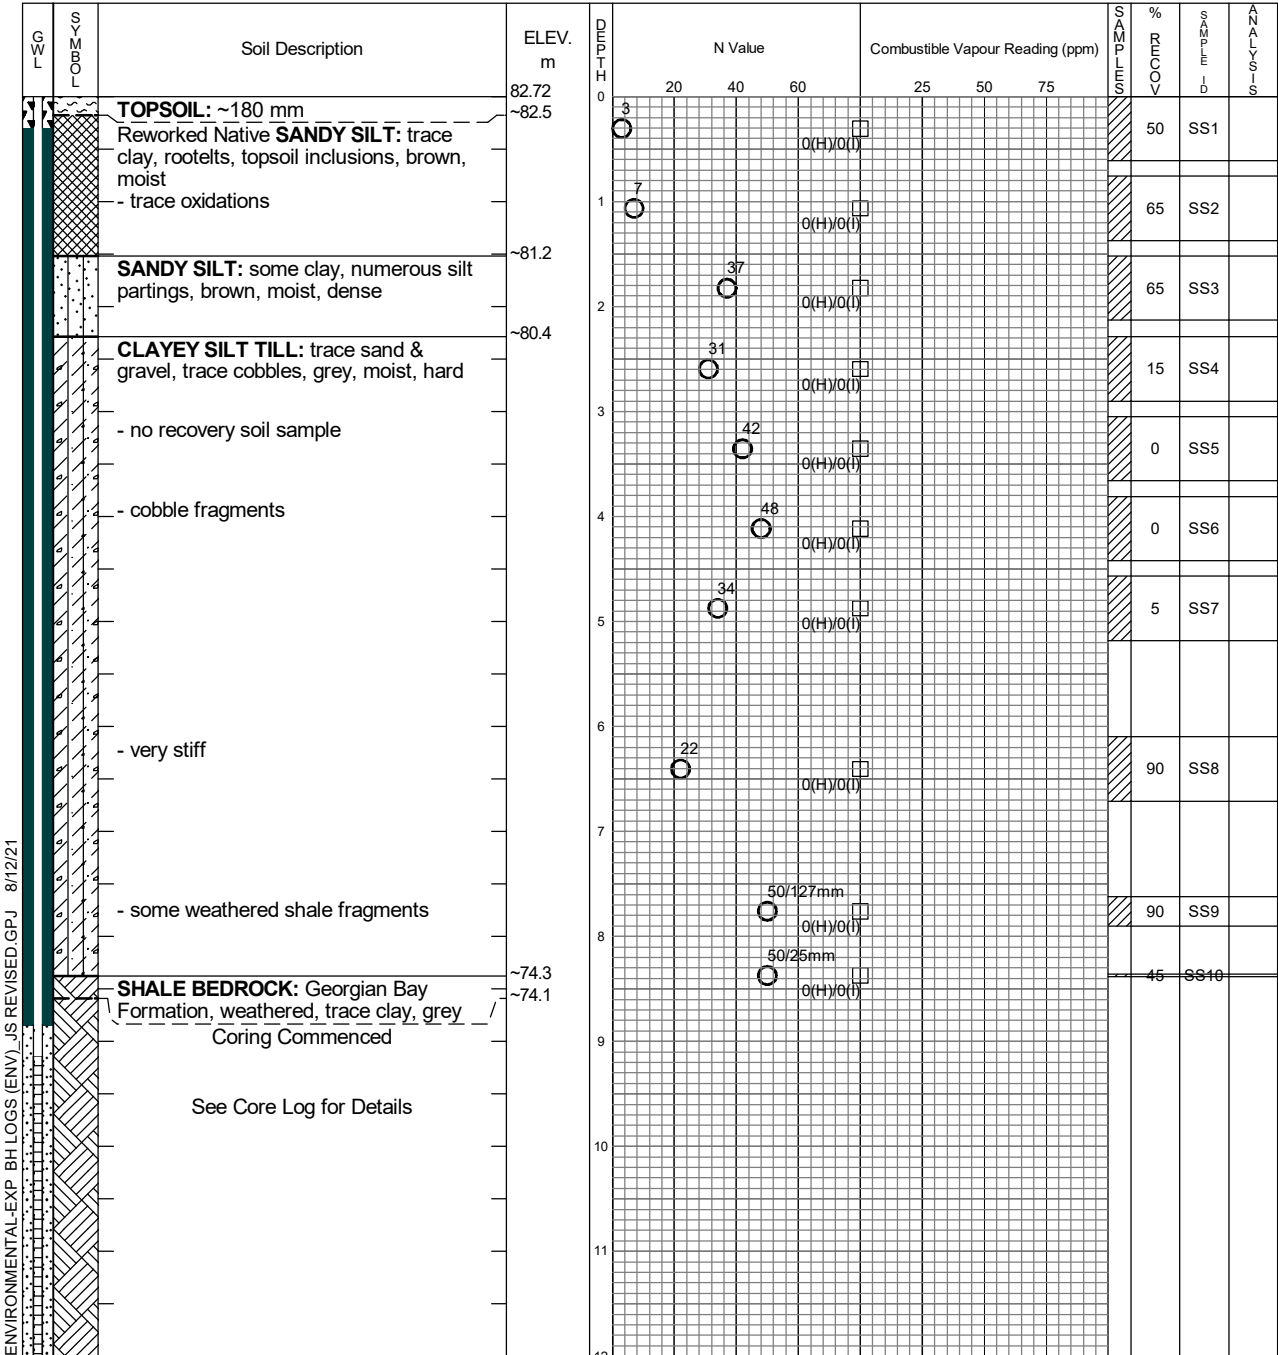 GWL
SYMBOL
Soil Description
ELEV.
m
DEPTH
N Value
Combustible Vapour Reading (ppm)
SAMPLES
% RECOV
SAMPLE ID
ANALYSIS
20 40 60 25 50 75
82.72
0
TOPSOIL: ~180 mm
~82.5
Reworked Native SANDY SILT: trace
clay, rootelts, topsoil inclusions, brown,
moist
- trace oxidations
3
0(H)/0(I)
50 SS1
7
1
0(H)/0(I)
65 SS2
~81.2
SANDY SILT: some clay, numerous silt
partings, brown, moist, dense
37
2
0(H)/0(I)
65 SS3
~80.4
CLAYEY SILT TILL: trace sand &
gravel, trace cobbles, grey, moist, hard
31
0(H)/0(I)
15 SS4
3
- no recovery soil sample
42
0(H)/0(I)
0 SS5
- cobble fragments
4
48
0(H)/0(I)
0 SS6
34
5
0(H)/0(I)
5 SS7
6
- very stiff
22
0(H)/0(I)
90 SS8
7
- some weathered shale fragments
50/127mm
0(H)/0(I)
90 SS9
8
~74.3
50/25mm
0(H)/0(I)
45 SS10
SHALE BEDROCK: Georgian Bay
Formation, weathered, trace clay, grey
~74.1
Coring Commenced
9
See Core Log for Details
10
11
12
ENVIRONMENTAL-EXP BH LOGS (ENV)_JS REVISED.GPJ 8/12/21